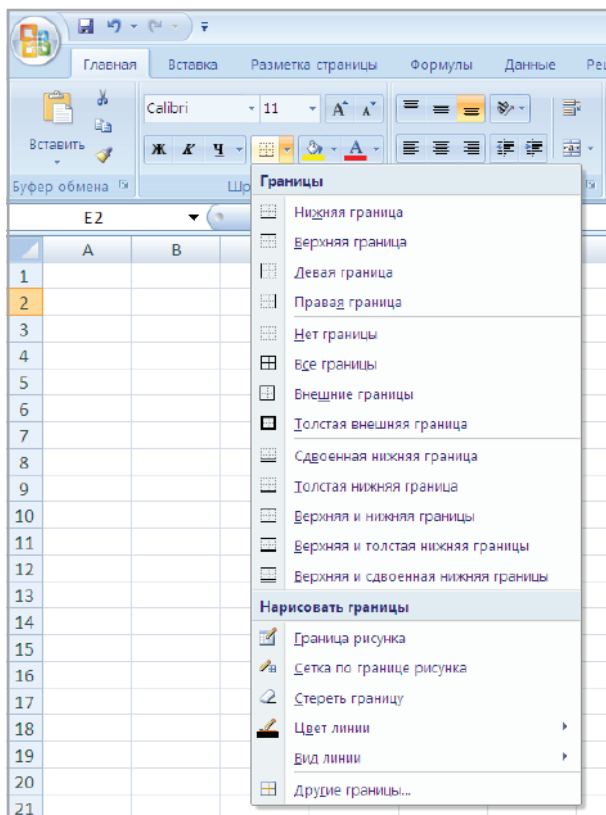 Главная Вставка Разметка страницы Формулы Данные Ре
Calibri 11 A A
Вставить Ж К Ч А
Буфер обмена Шр
Границы
E2
A B
Нижняя граница
Верхняя граница
Левая граница
Правая граница
Нет границы
Все границы
Внешние границы
Толстая внешняя граница
Сдвоенная нижняя граница
Толстая нижняя граница
Верхняя и нижняя границы
Верхняя и толстая нижняя границы
Верхняя и сдвоенная нижняя границы
Нарисовать границы
Граница рисунка
Сетка по границе рисунка
Стереть границу
Цвет линии
Вид линии
Другие границы...
1
2
3
4
5
6
7
8
9
10
11
12
13
14
15
16
17
18
19
20
21